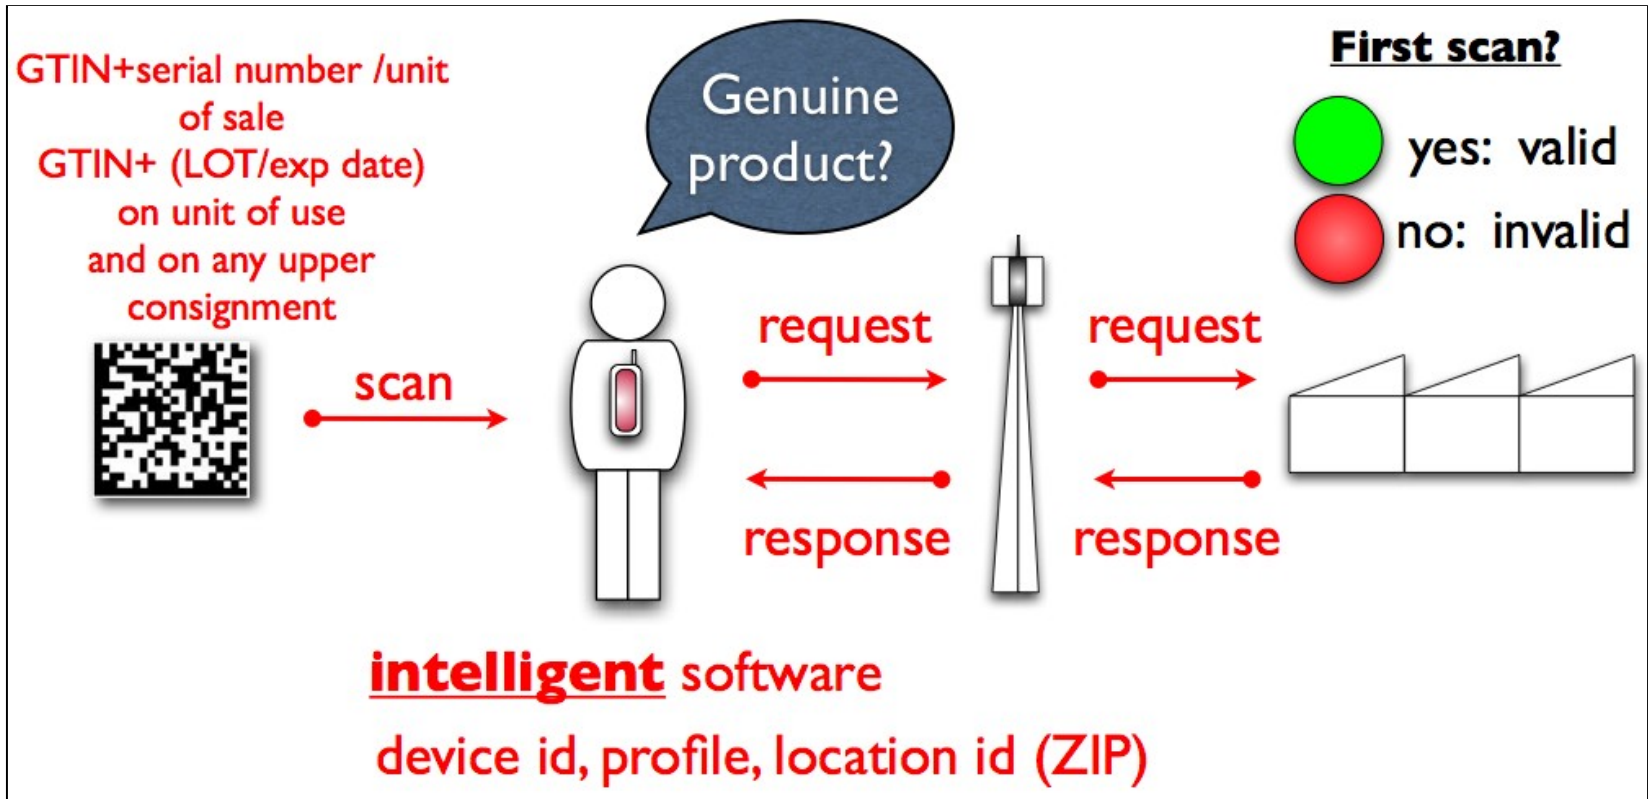 GTIN+serial number /unit
of sale
GTIN+ (LOT/exp date)
on unit of use
and on any upper
consignment
scan
Genuine
product?
request
response
request
response
First scan?
yes: valid
no: invalid
intelligent software
device id, profile, location id (ZIP)